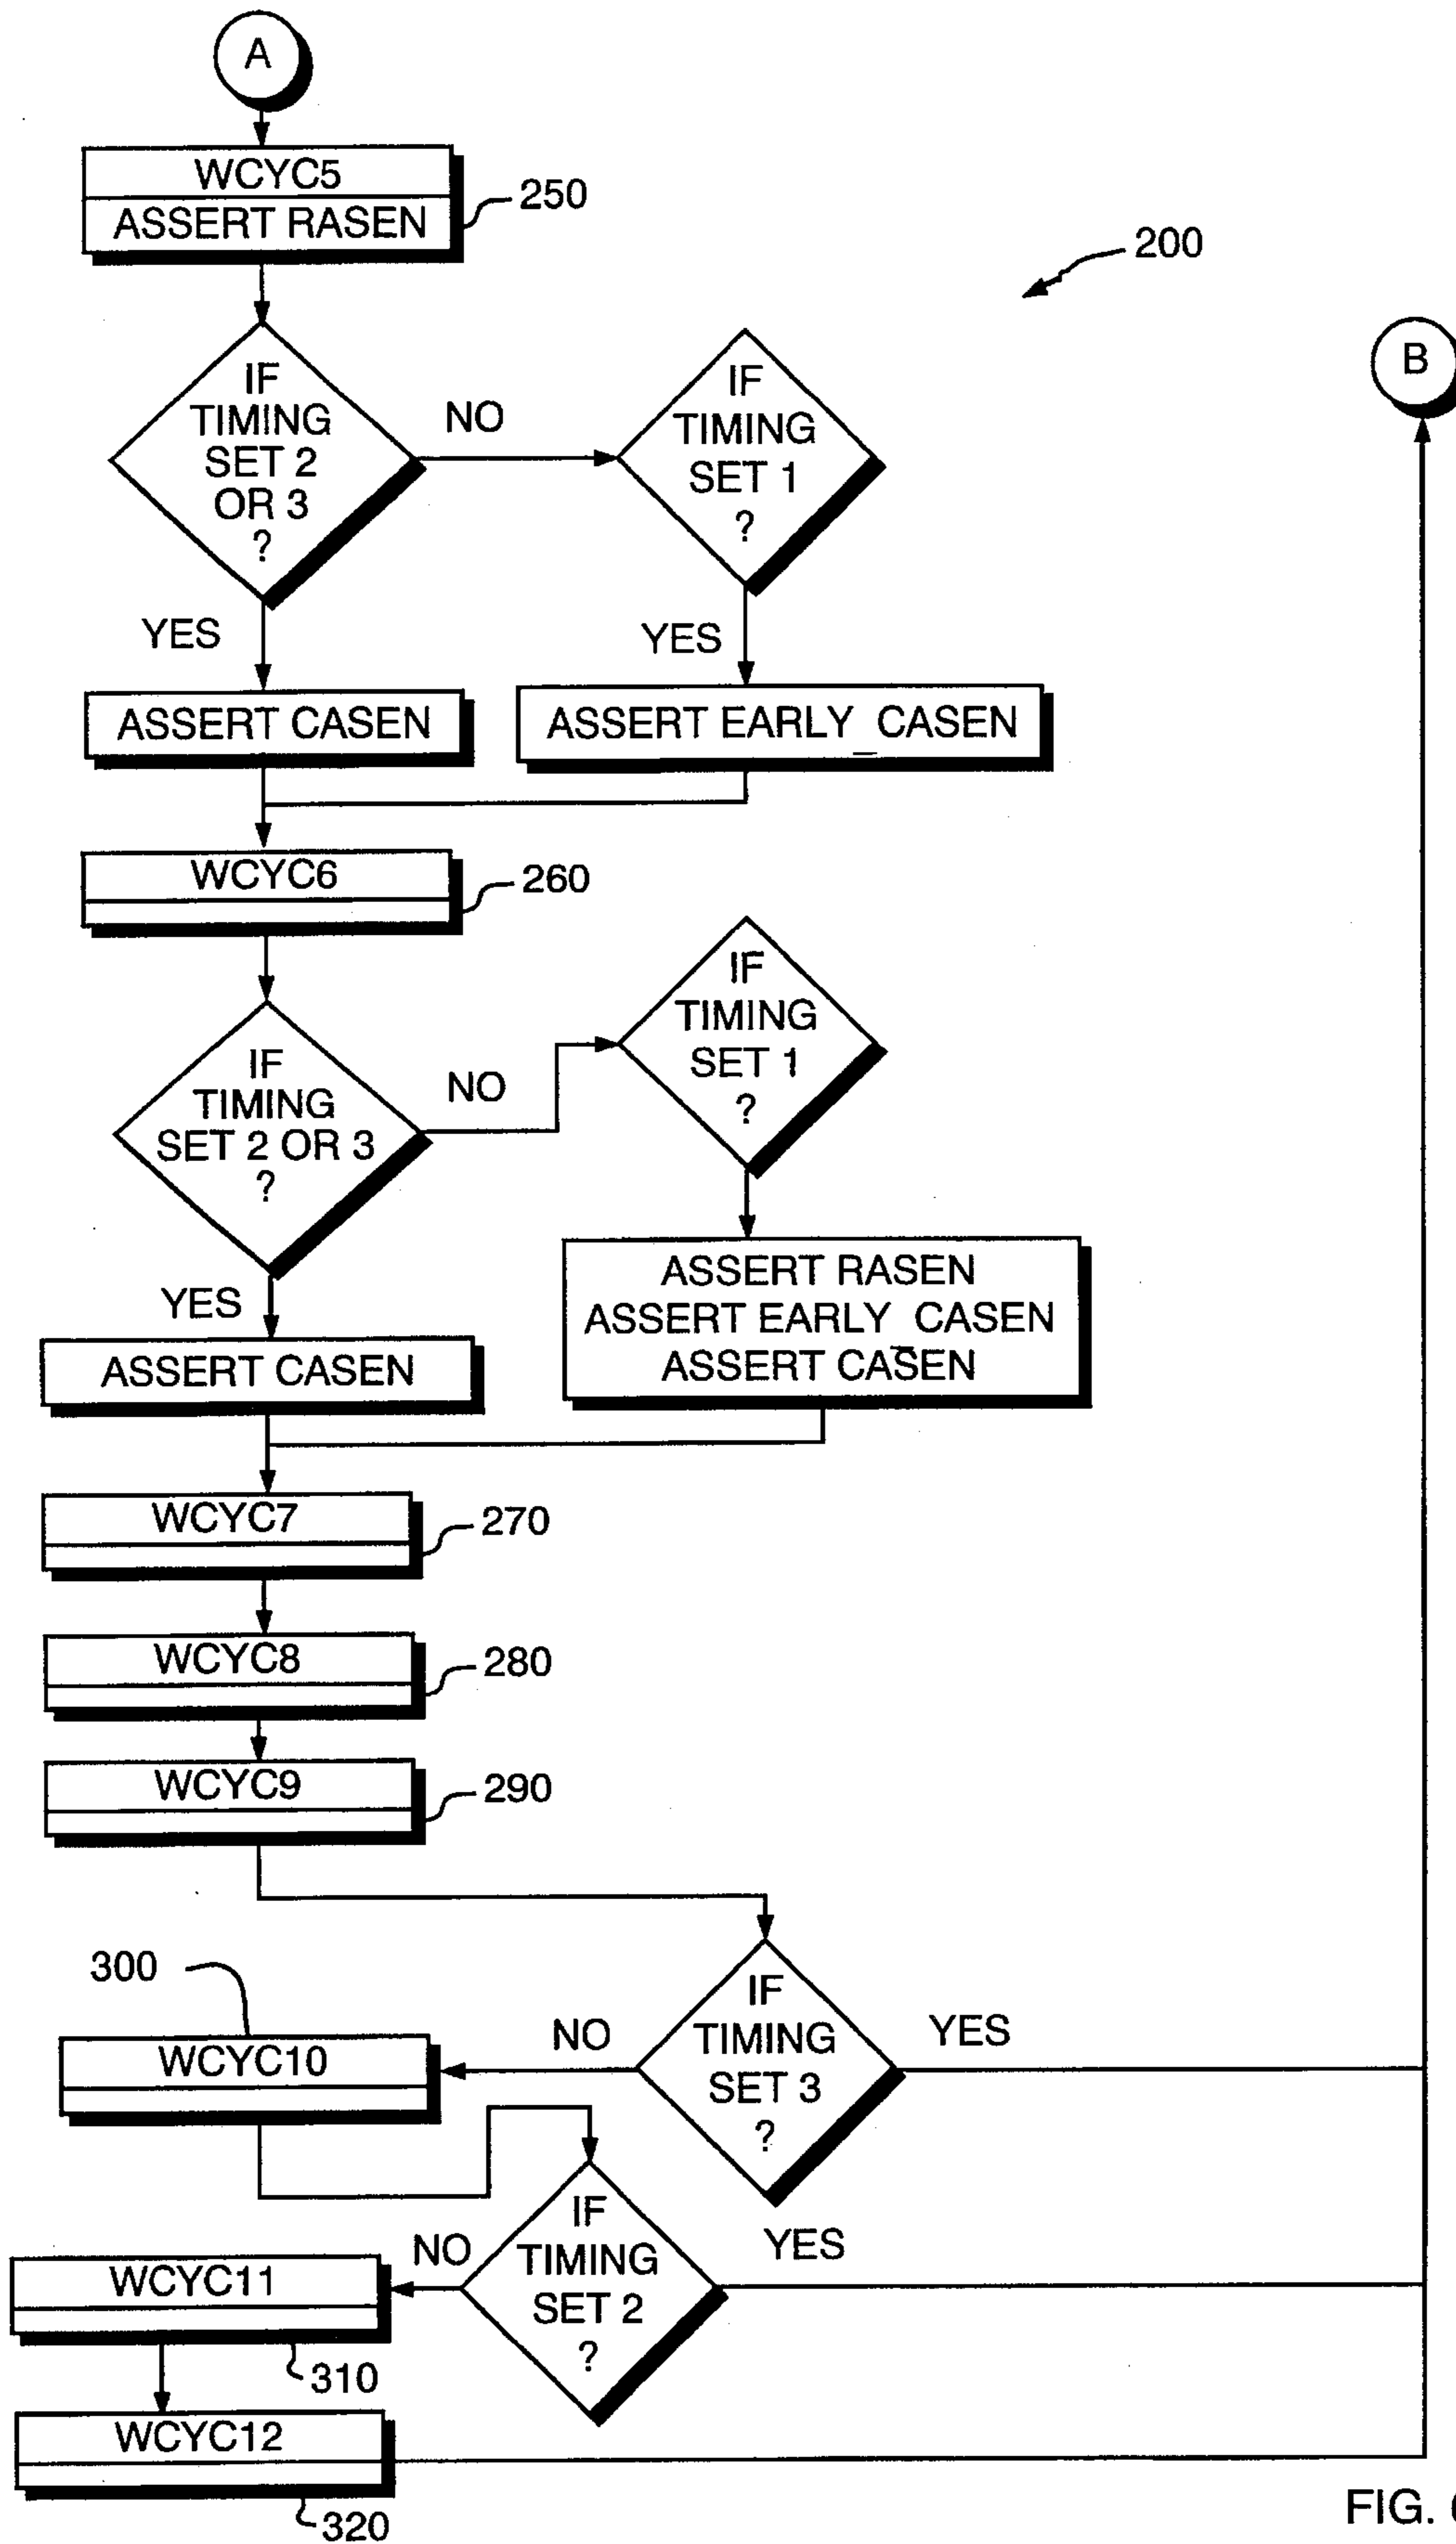 A
WCYC5
ASSERT RASEN
250
200
B
IF
TIMING
SET 2
OR 3
?
NO
IF
TIMING
SET 1
?
YES
YES
ASSERT CASEN
ASSERT EARLY_CASEN
WCYC6
260
IF
TIMING
SET 2 OR 3
?
NO
IF
TIMING
SET 1
?
YES
ASSERT CASEN
ASSERT RASEN
ASSERT EARLY_CASEN
ASSERT CASEN
WCYC7
270
WCYC8
280
WCYC9
290
300
WCYC10
NO
IF
TIMING
SET 3
?
YES
NO
IF
TIMING
SET 2
?
YES
WCYC11
310
WCYC12
320
FIG.